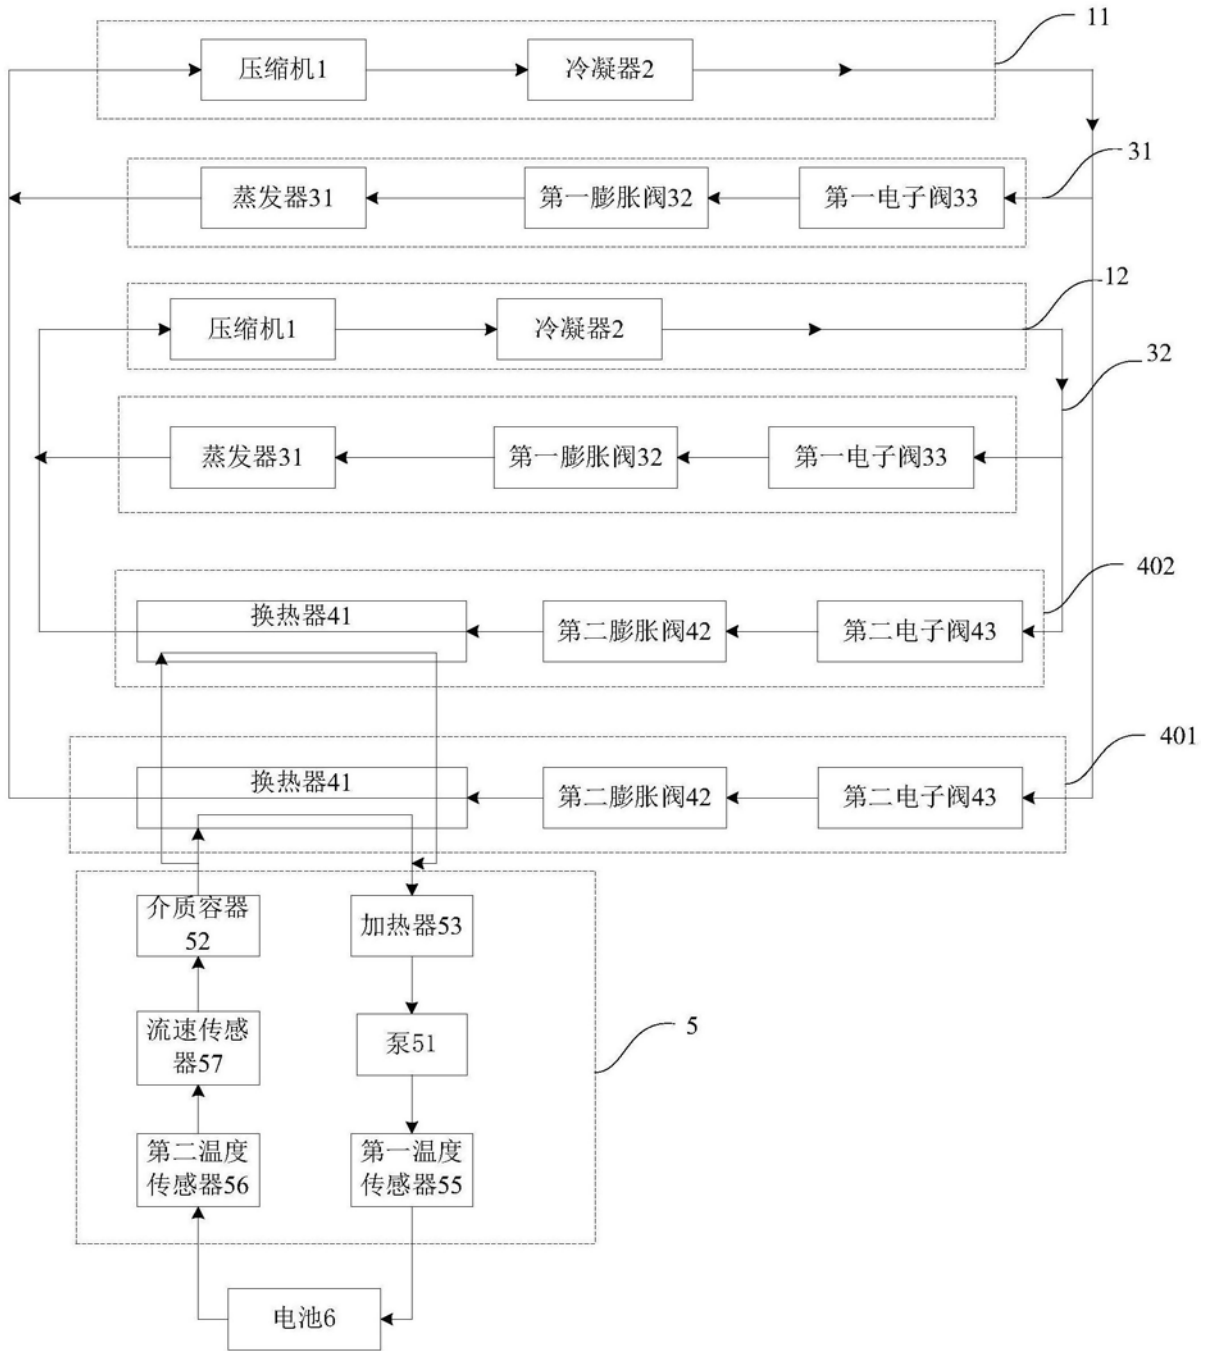 11
压缩机1
冷凝器2
31
蒸发器31
第一膨胀阀32
第一电子阀33
12
压缩机1
冷凝器2
32
蒸发器31
第一膨胀阀32
第一电子阀33
402
换热器41
第二膨胀阀42
第二电子阀43
401
换热器41
第二膨胀阀42
第二电子阀43
介质容器
52
加热器53
流速传感
器57
泵51
5
第二温度
传感器56
第一温度
传感器55
电池6